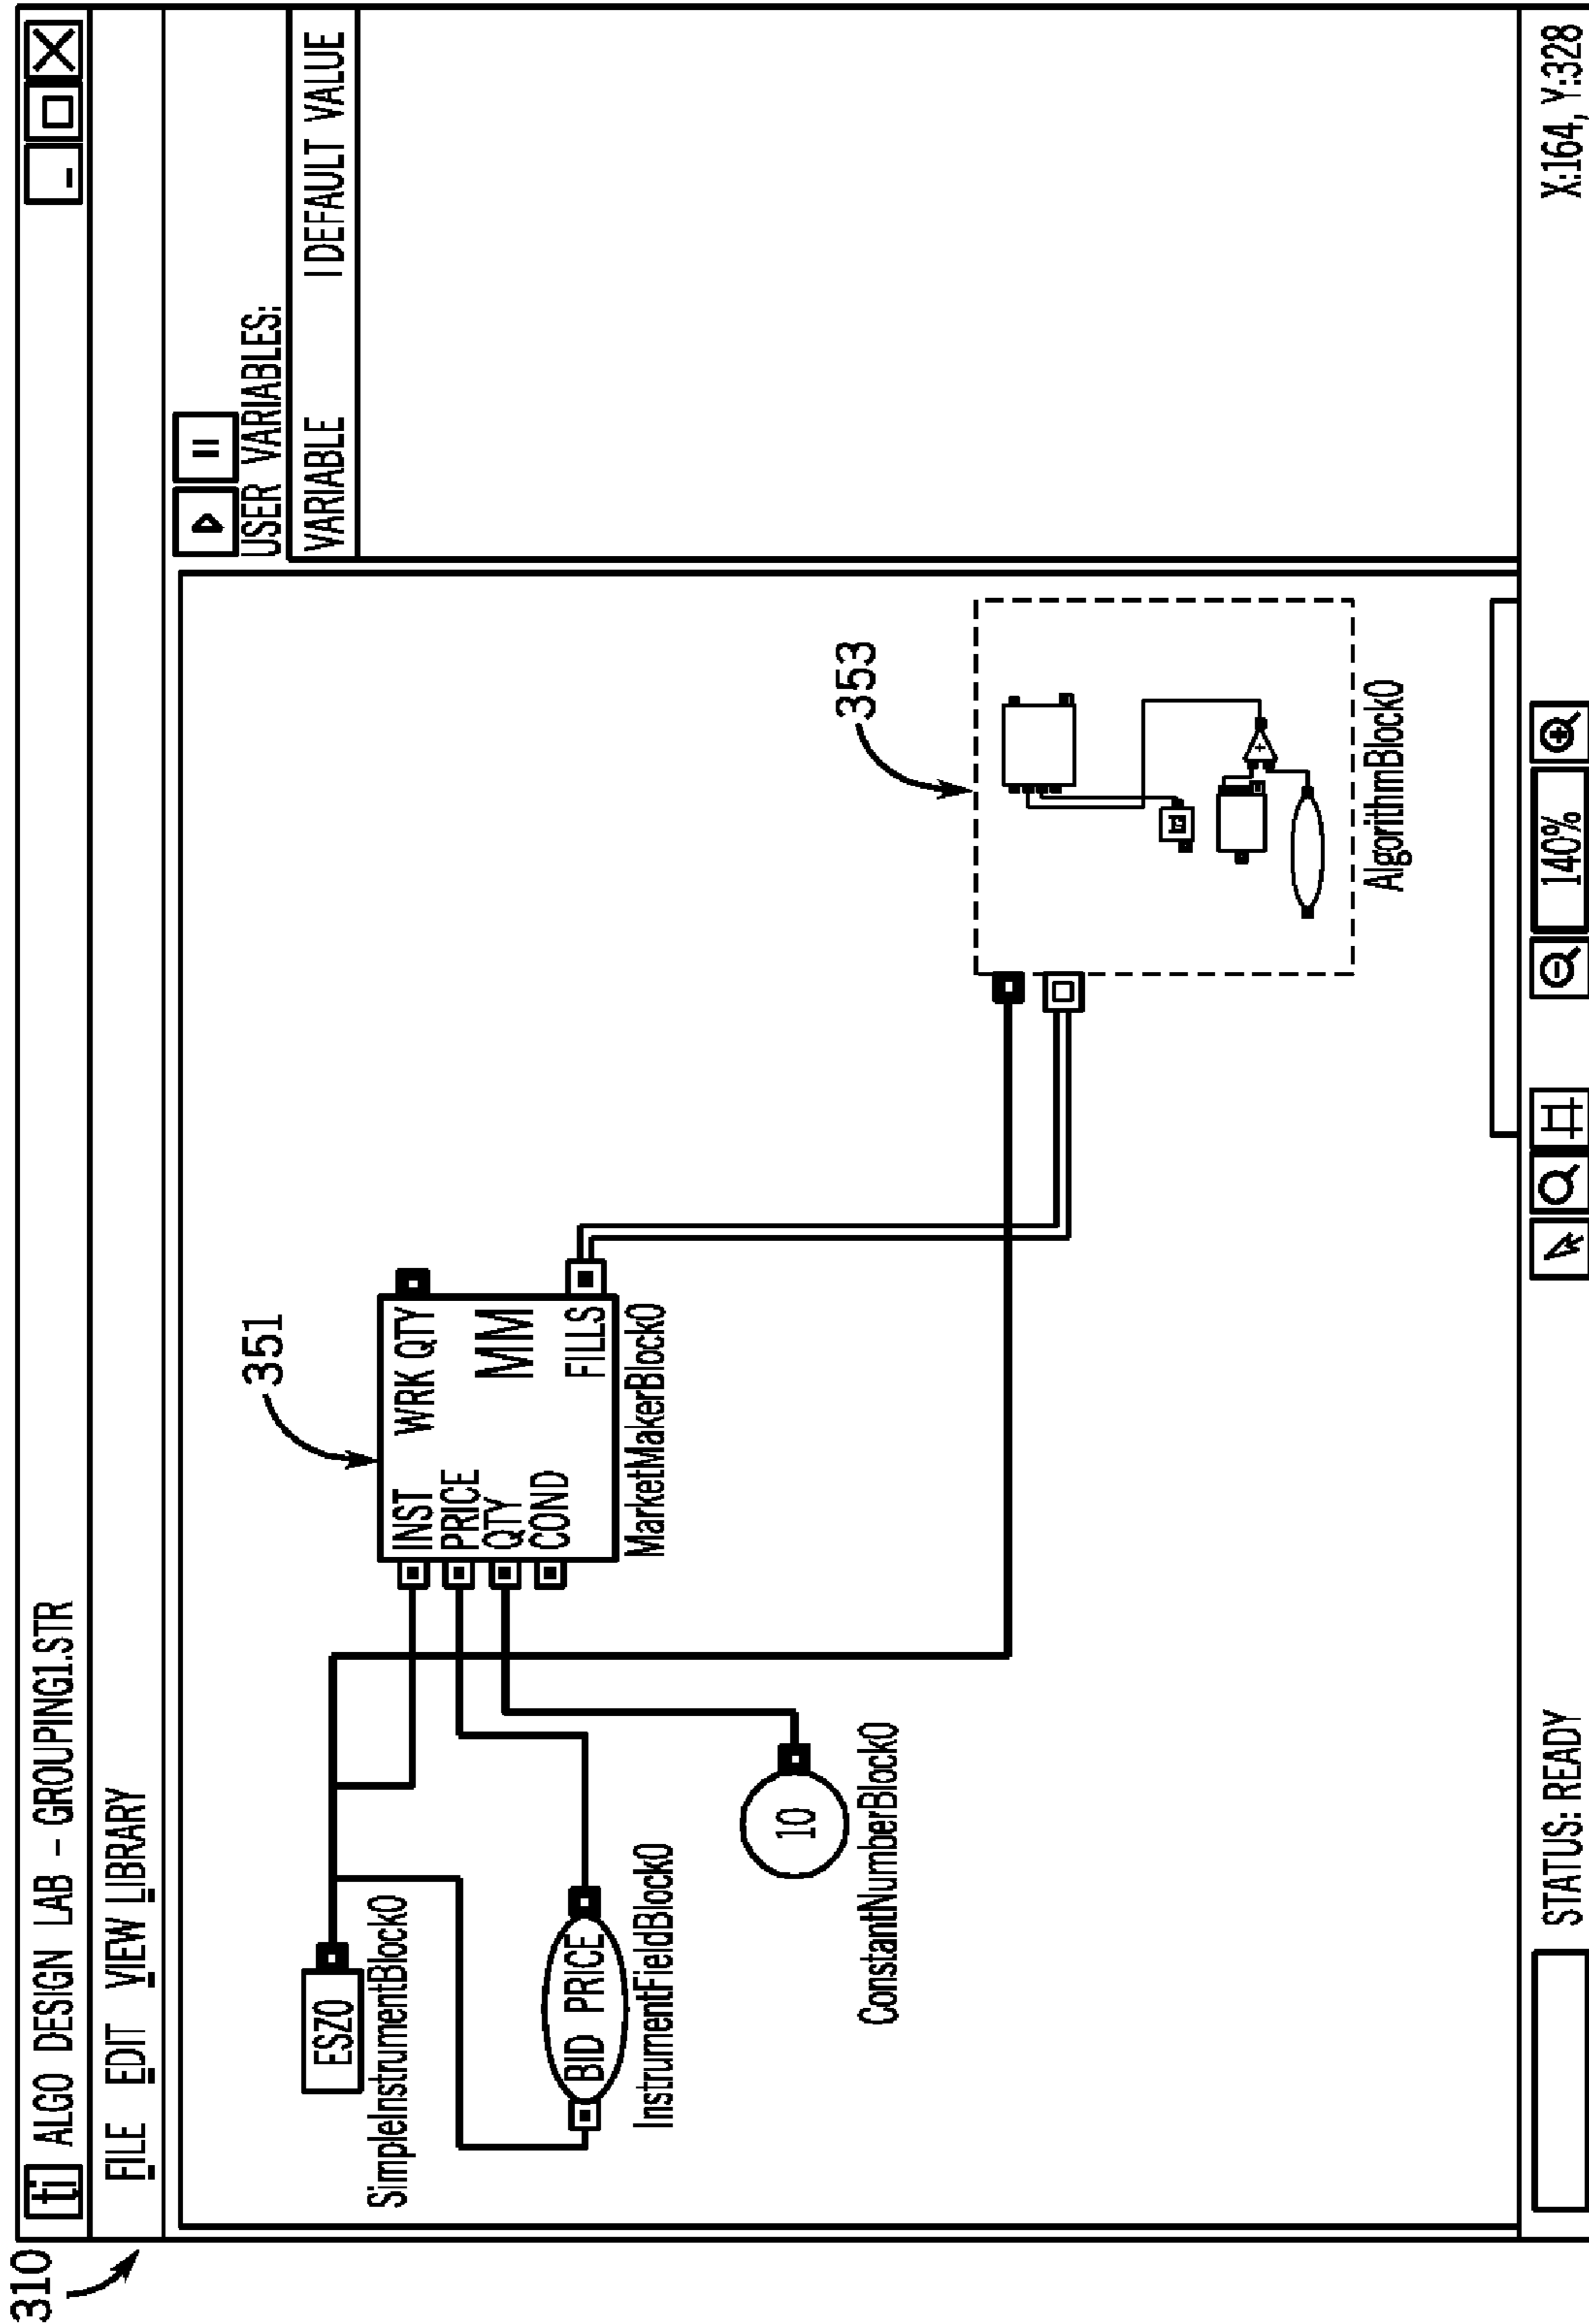 310
ti ALGO DESIGN LAB - GROUPING1.STR
FILE EDIT VIEW LIBRARY
USER VARIABLES:
VARIABLE | DEFAULT VALUE
351
ESZ0
SimpleInstrumentBlock0
INST WRK QTY
PRICE
QTY MM
COND FILLS
MarketMakerBlock0
BID PRICE
InstrumentFieldBlock0
10
ConstantNumberBlock0
353
+
AlgorithmBlock0
STATUS: READY
140%
X:164, Y:328